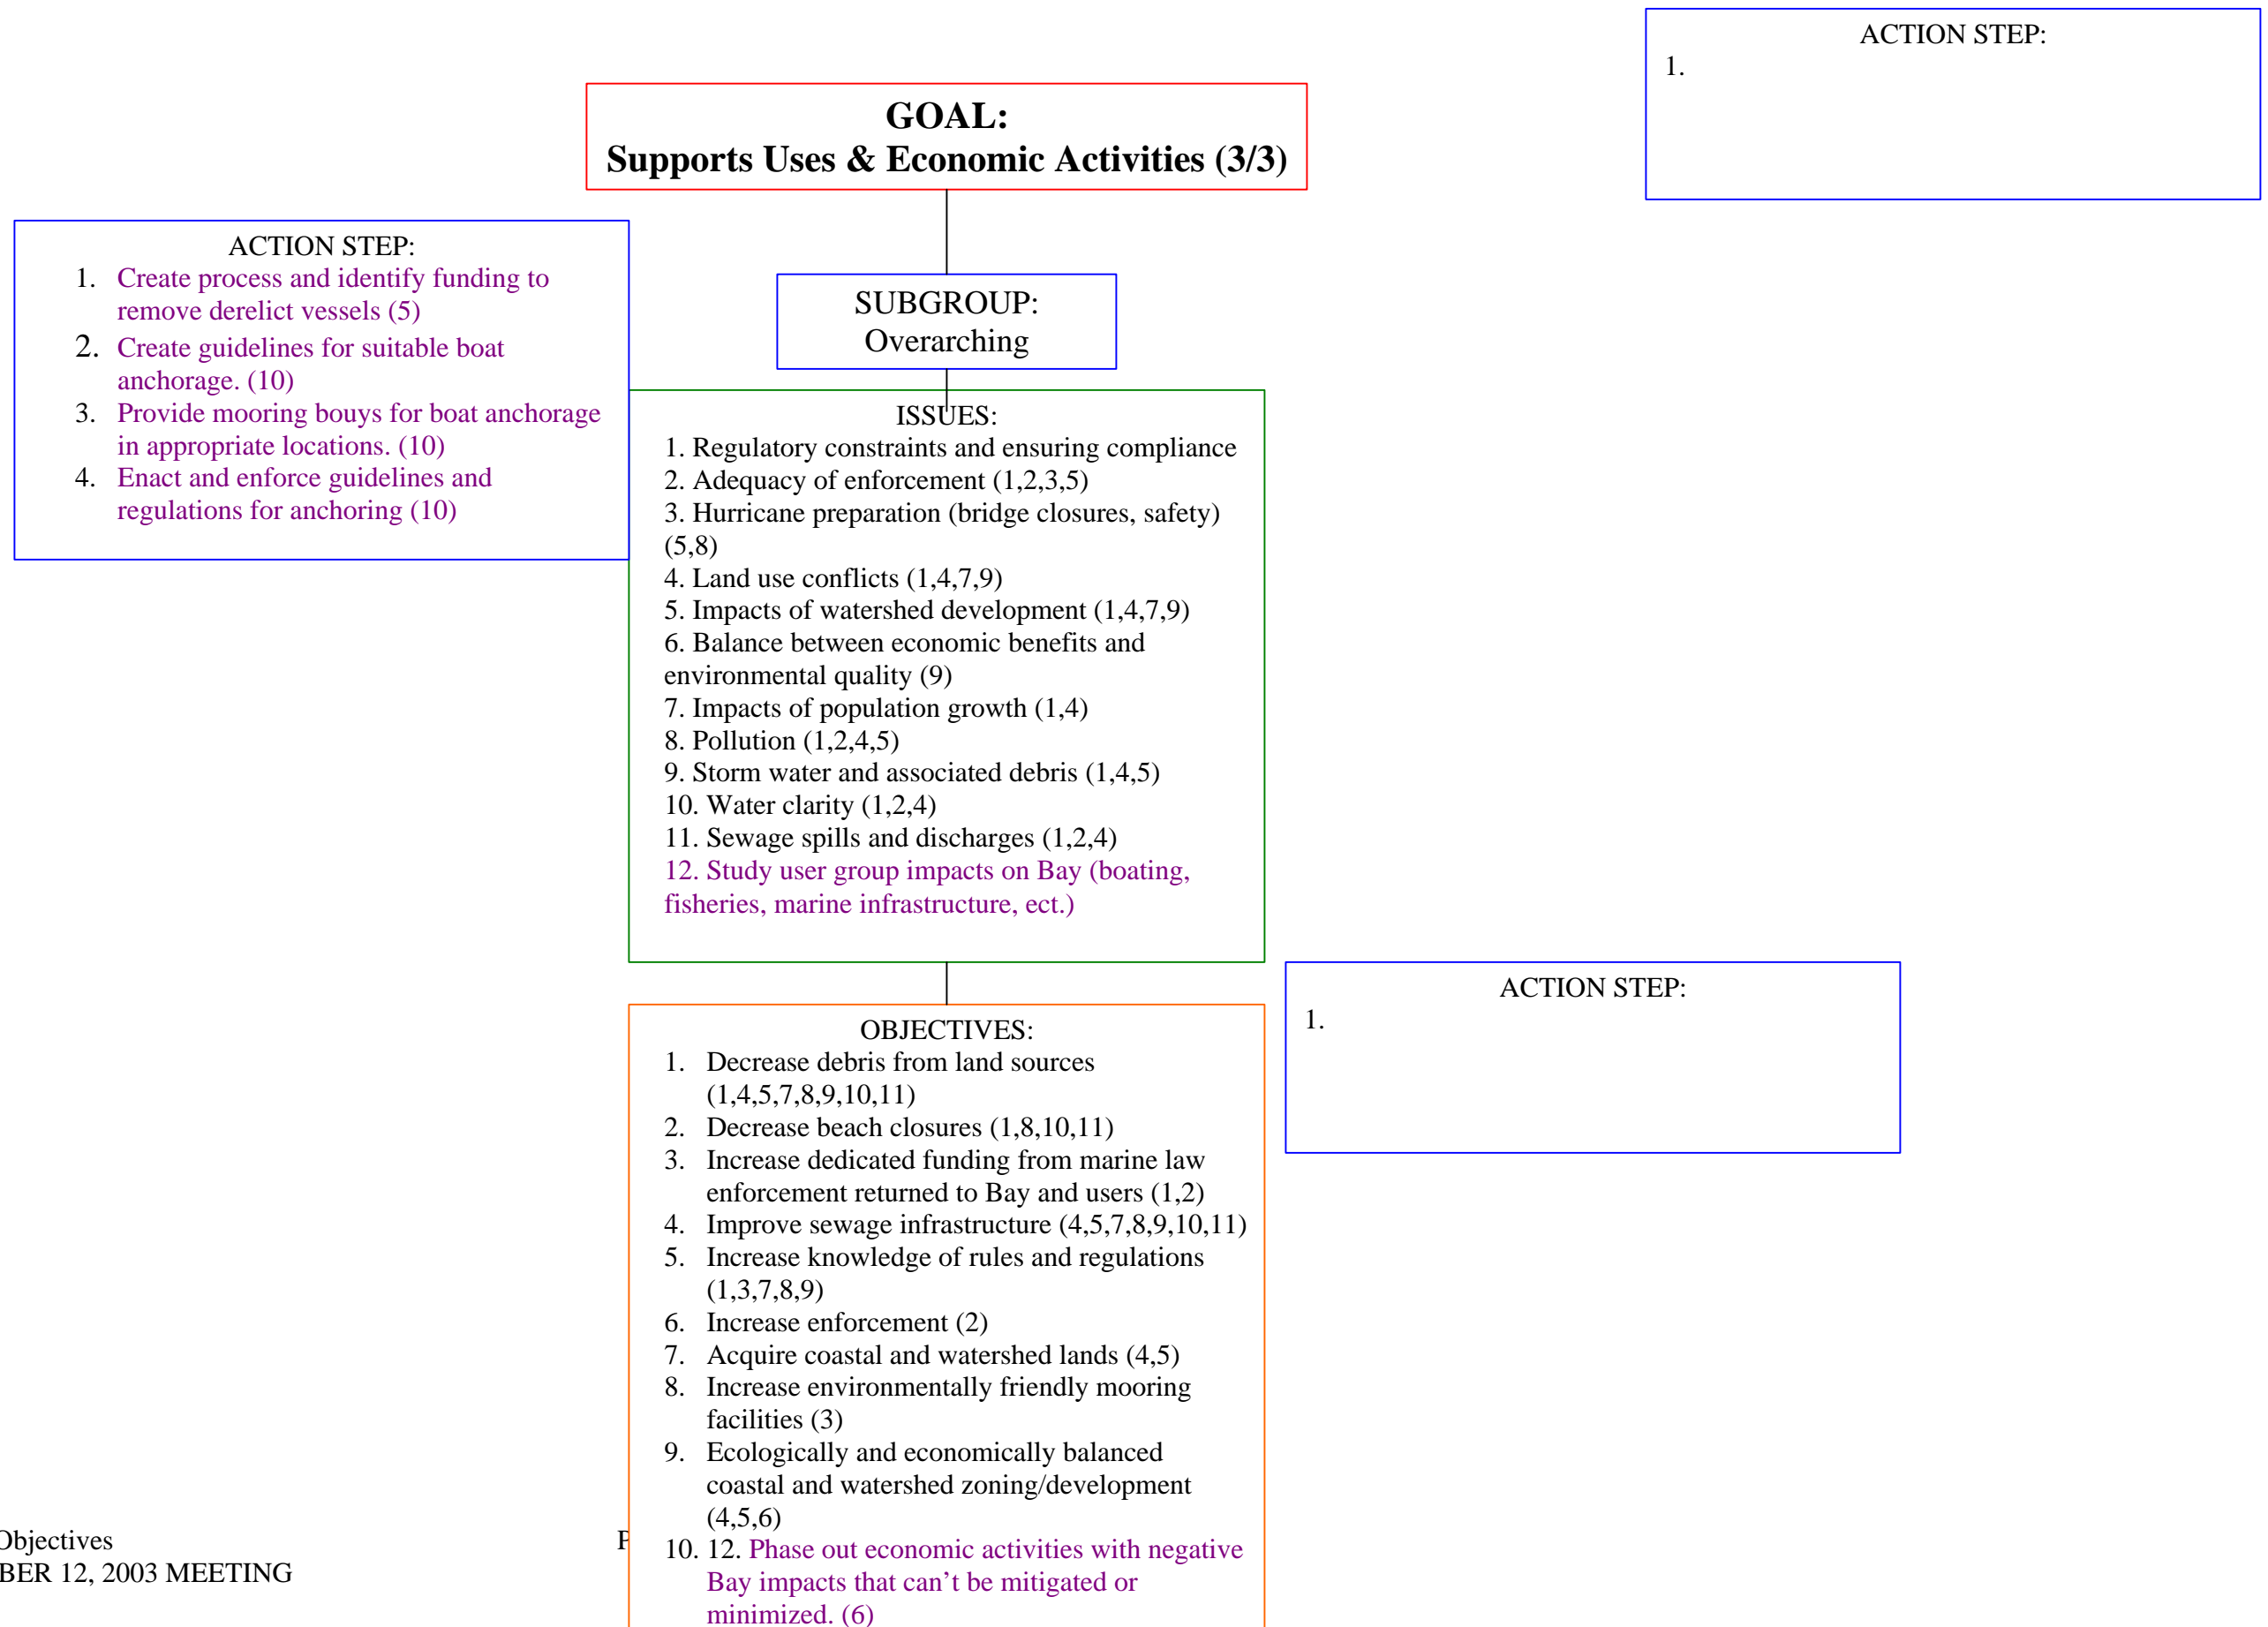 ACTION STEP:
1.
GOAL:
Supports Uses & Economic Activities (3/3)
ACTION STEP:
1. Create process and identify funding to
remove derelict vessels (5)
2. Create guidelines for suitable boat
anchorage. (10)
3. Provide mooring bouys for boat anchorage
in appropriate locations. (10)
4. Enact and enforce guidelines and
regulations for anchoring (10)
SUBGROUP:
Overarching
ISSUES:
1. Regulatory constraints and ensuring compliance
2. Adequacy of enforcement (1,2,3,5)
3. Hurricane preparation (bridge closures, safety)
(5,8)
4. Land use conflicts (1,4,7,9)
5. Impacts of watershed development (1,4,7,9)
6. Balance between economic benefits and
environmental quality (9)
7. Impacts of population growth (1,4)
8. Pollution (1,2,4,5)
9. Storm water and associated debris (1,4,5)
10. Water clarity (1,2,4)
11. Sewage spills and discharges (1,2,4)
12. Study user group impacts on Bay (boating,
fisheries, marine infrastructure, ect.)
ACTION STEP:
1.
OBJECTIVES:
1. Decrease debris from land sources
(1,4,5,7,8,9,10,11)
2. Decrease beach closures (1,8,10,11)
3. Increase dedicated funding from marine law
enforcement returned to Bay and users (1,2)
4. Improve sewage infrastructure (4,5,7,8,9,10,11)
5. Increase knowledge of rules and regulations
(1,3,7,8,9)
6. Increase enforcement (2)
7. Acquire coastal and watershed lands (4,5)
8. Increase environmentally friendly mooring
facilities (3)
9. Ecologically and economically balanced
coastal and watershed zoning/development
(4,5,6)
10. 12. Phase out economic activities with negative
Bay impacts that can't be mitigated or
minimized. (6)
Objectives
BER 12, 2003 MEETING